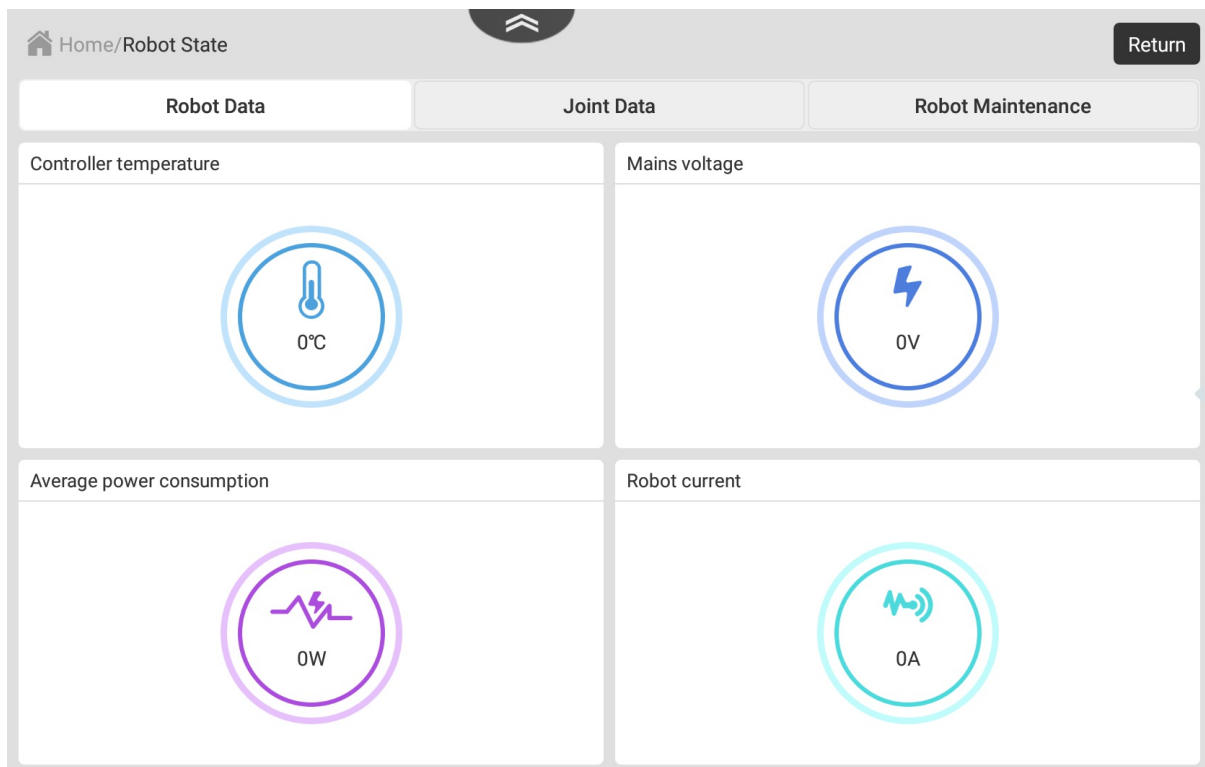 Home/Robot State
Return
Robot Data
Joint Data
Robot Maintenance
Controller temperature
Mains voltage
0℃
0V
Average power consumption
Robot current
0W
0A